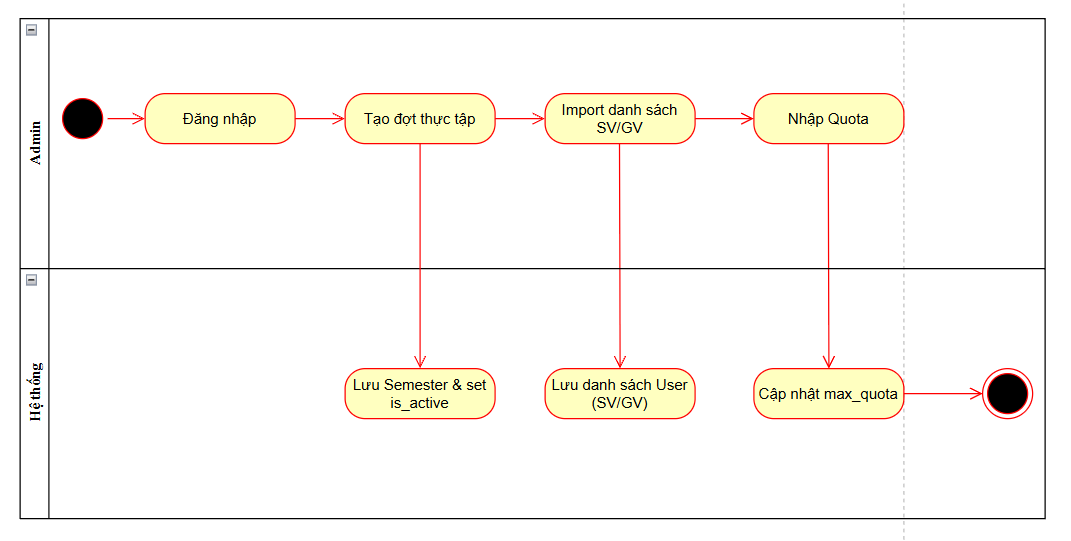 Admin
Đăng nhập
Tạo đợt thực tập
Import danh sách
SV/GV
Nhập Quota
Hệ thống
Lưu Semester & set
is_active
Lưu danh sách User
(SV/GV)
Cập nhật max_quota